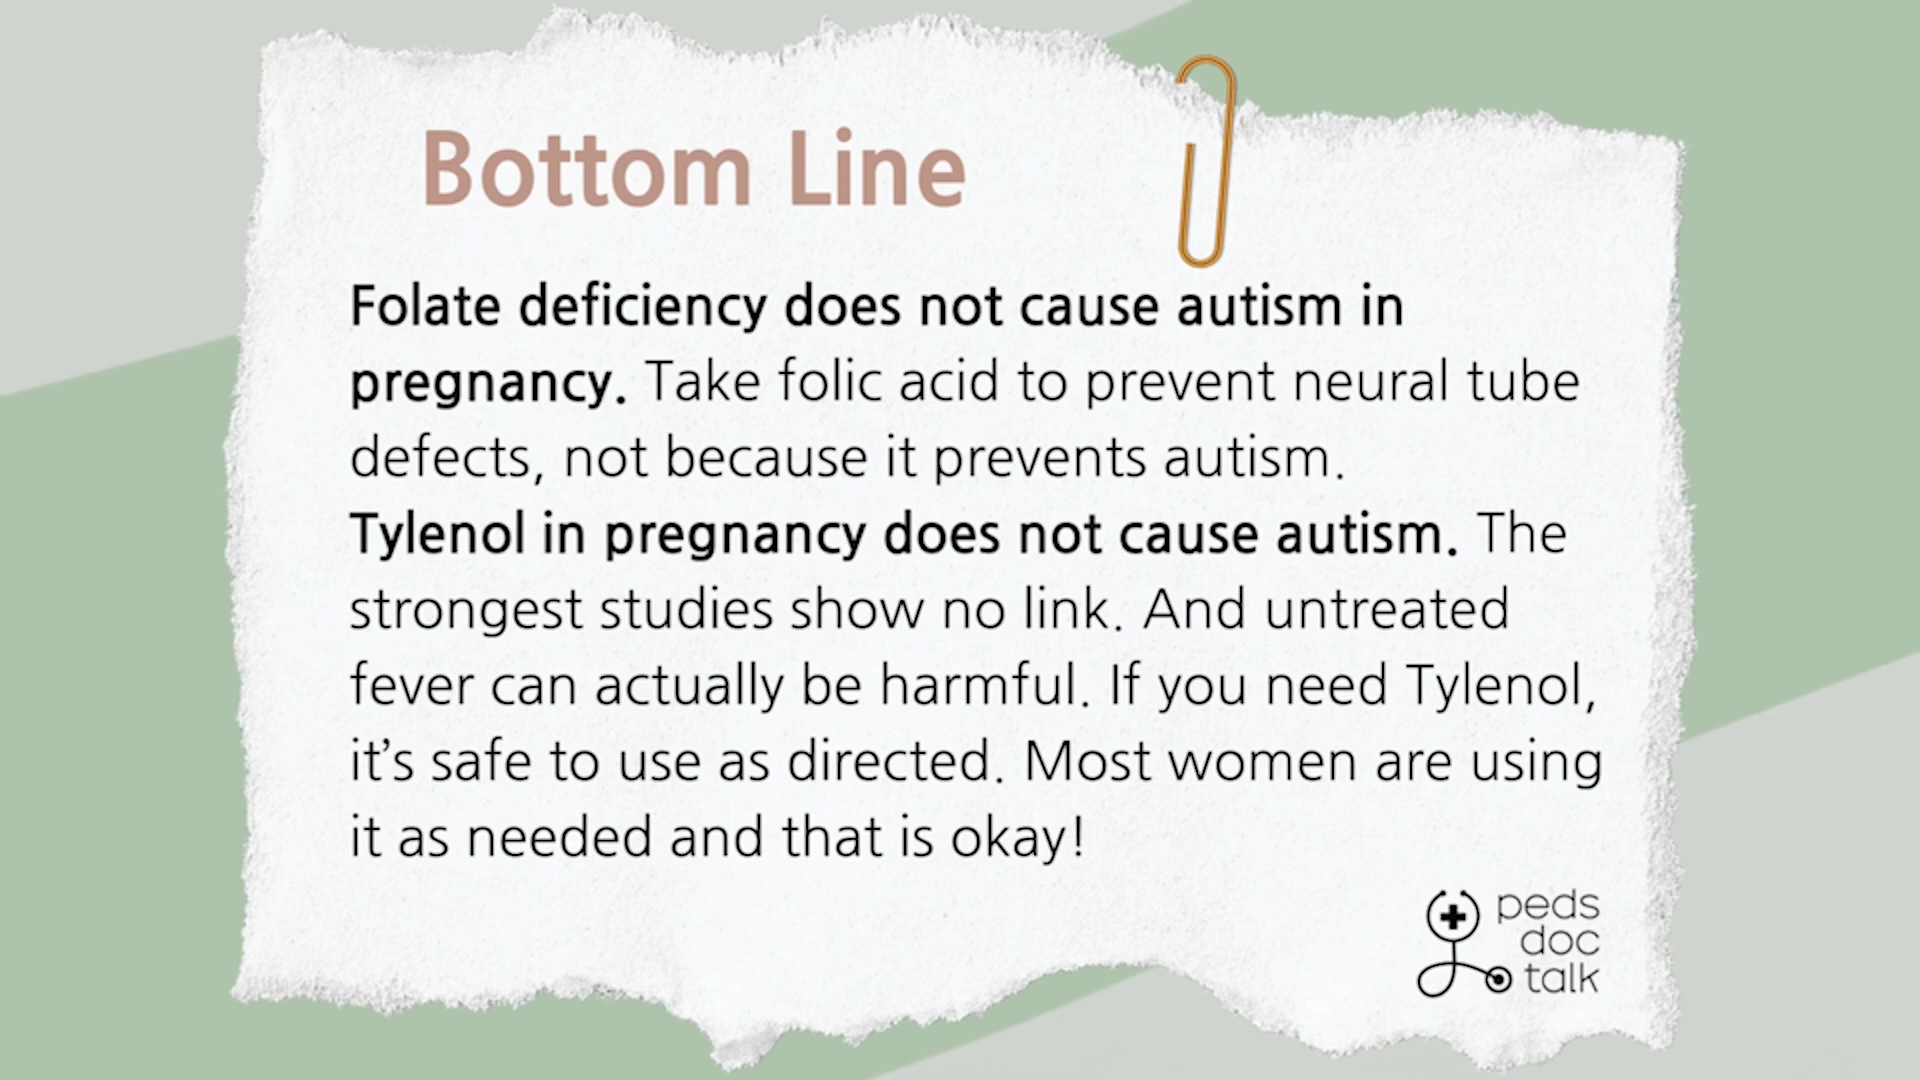 Bottom Line
Folate deficiency does not cause autism in
pregnancy. Take folic acid to prevent neural tube
defects, not because it prevents autism.
Tylenol in pregnancy does not cause autism. The
strongest studies show no link. And untreated
fever can actually be harmful. If you need Tylenol,
it’s safe to use as directed. Most women are using
it as needed and that is okay!
peds
doc
talk